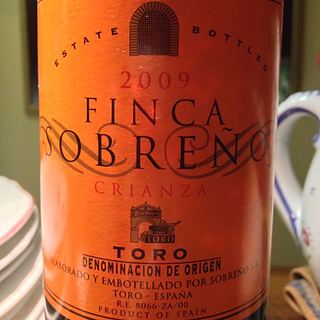 ESTATE BOTTLED
2009
FINCA
SOBREÑO
CRIANZA
TORO
TORO
DENOMINACION DE ORIGEN
ELABORADO Y EMBOTELLADO POR SOBREÑO S.A.
TORO - ESPAÑA
R.E. 8066-ZA/00
PRODUCT OF SPAIN